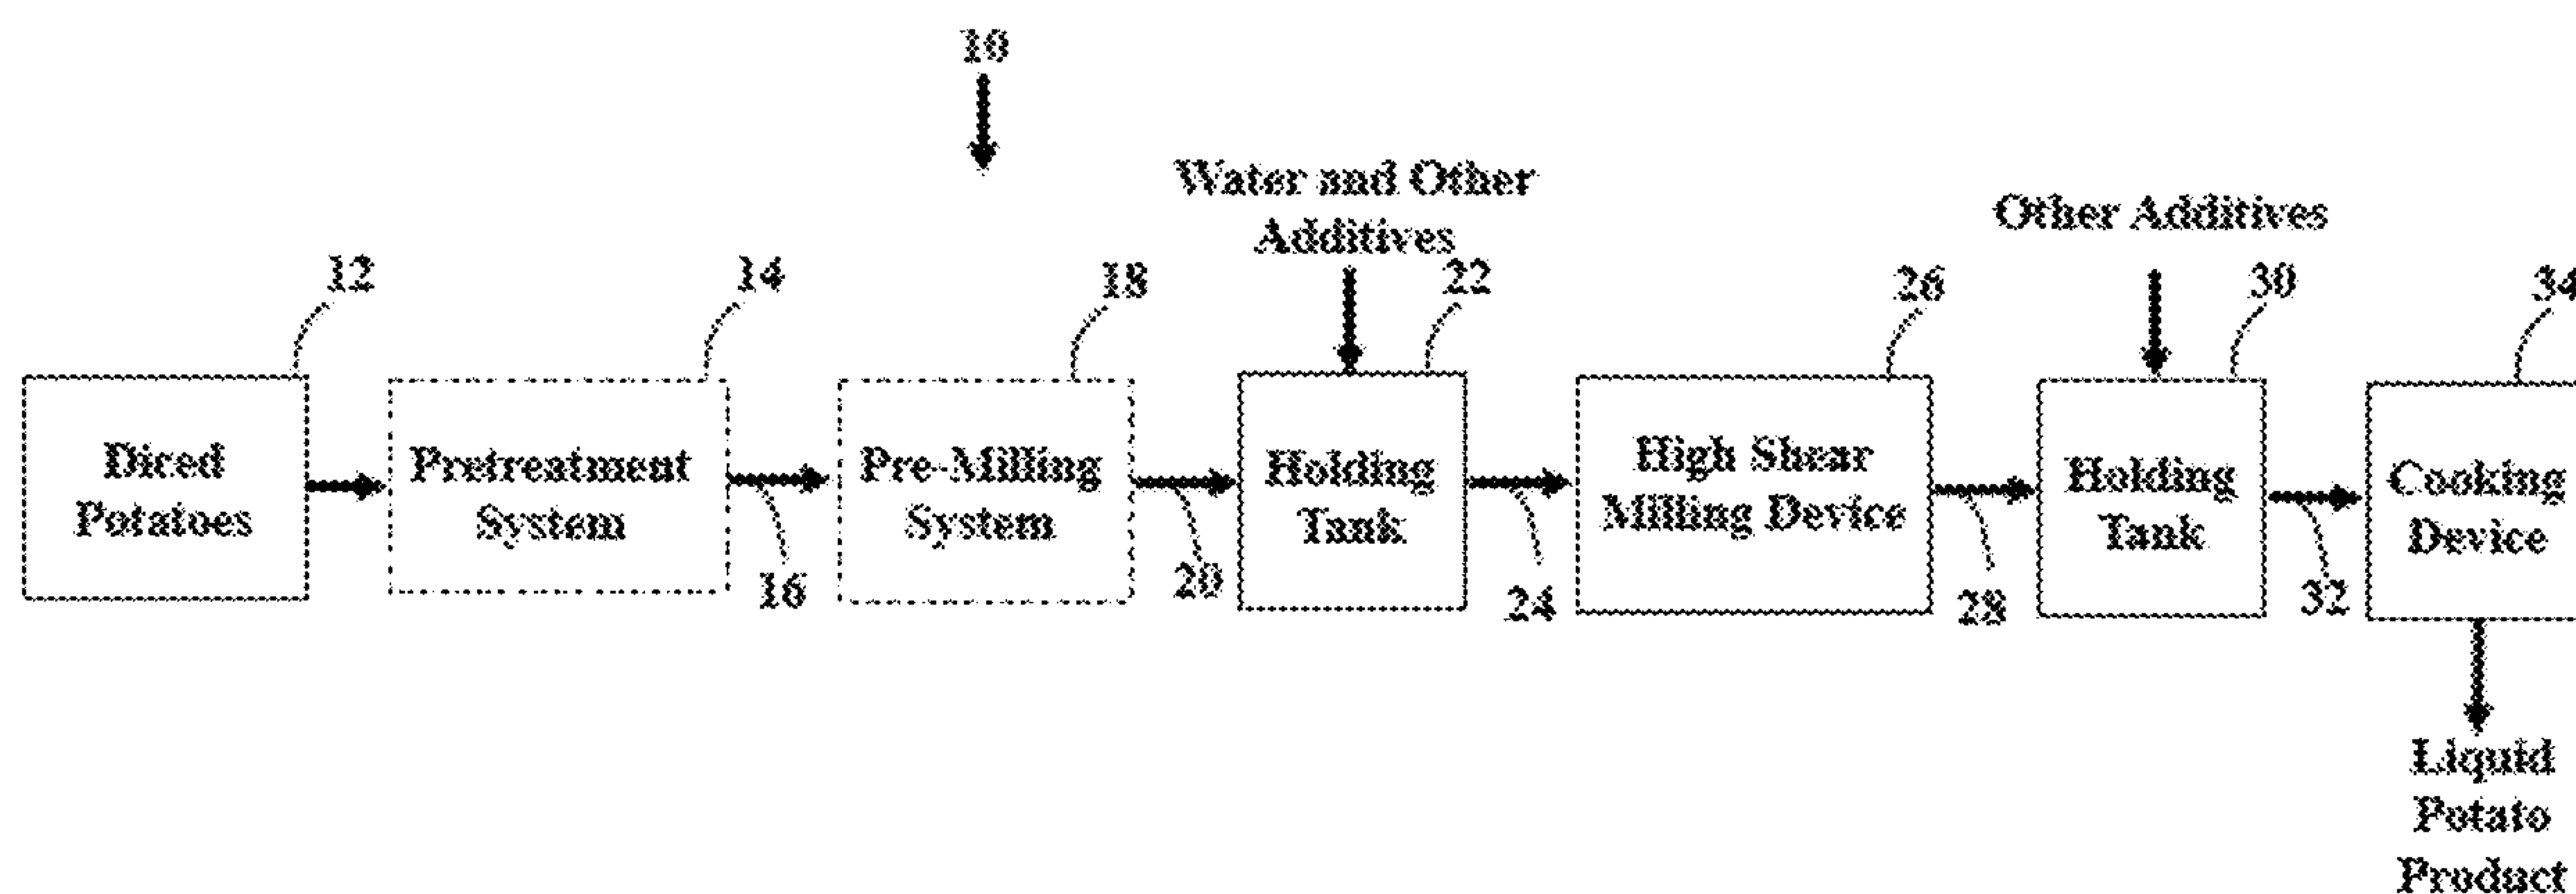 10
Water and Other
Additives
Other Additives
12
14
18
22
26
30
34
Diced
Potatoes
Pretreatment
System
Pre-Milling
System
Holding
Tank
High Shear
Milling Device
Holding
Tank
Cooking
Device
16
20
24
28
32
Liquid
Potato
Product